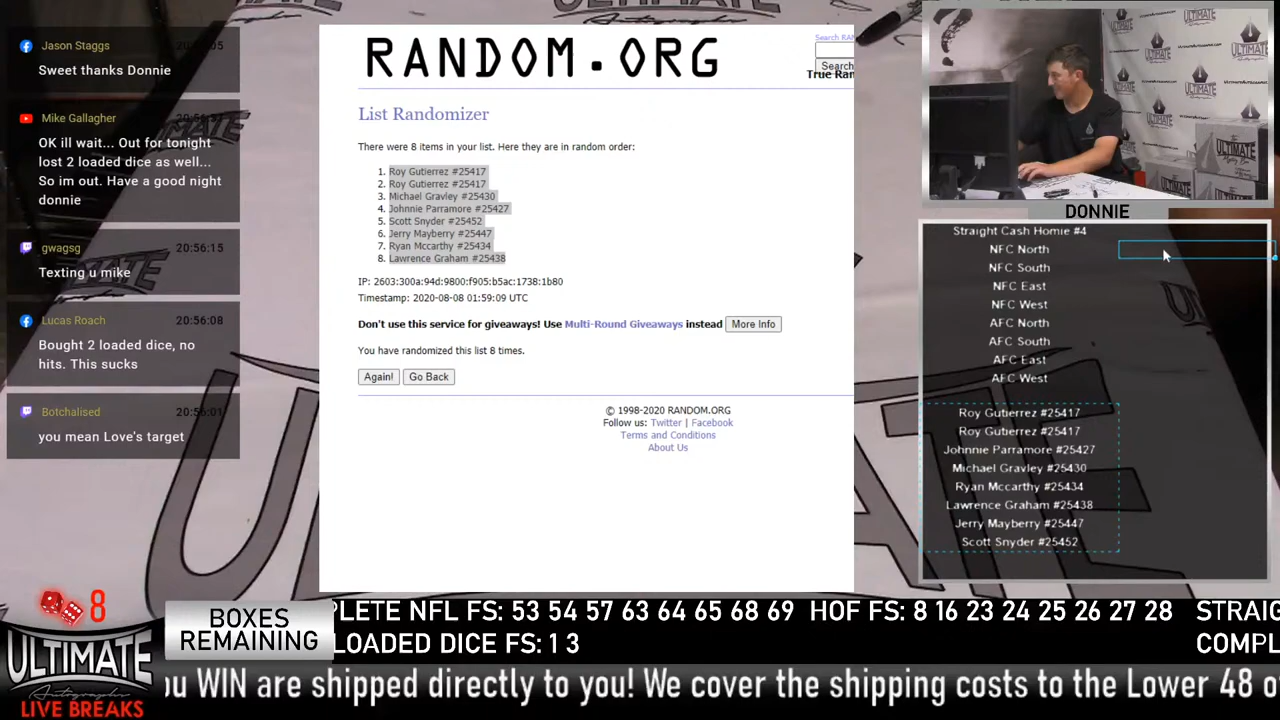 Jason Staggs
Sweet thanks Donnie
Mike Gallagher
OK ill wait... Out for tonight
lost 2 loaded dice as well...
So im out. Have a good night
donnie
gwagsg 20:56:15
Texting u mike
Lucas Roach 20:56:08
Bought 2 loaded dice, no
hits. This sucks
Botchalised 20:56:01
you mean Love's target
RANDOM.ORG
Search RAN
Search
True Ran
List Randomizer
There were 8 items in your list. Here they are in random order:
1. Roy Gutierrez #25417
2. Roy Gutierrez #25417
3. Michael Gravley #25430
4. Johnnie Parramore #25427
5. Scott Snyder #25452
6. Jerry Mayberry #25447
7. Ryan Mccarthy #25434
8. Lawrence Graham #25438
IP: 2603:300a:94d:9800:f905:b5ac:1738:1b80
Timestamp: 2020-08-08 01:59:09 UTC
Don't use this service for giveaways! Use Multi-Round Giveaways instead More Info
You have randomized this list 8 times.
Again! Go Back
© 1998-2020 RANDOM.ORG
Follow us: Twitter | Facebook
Terms and Conditions
About Us
DONNIE
Straight Cash Homie #4
NFC North
NFC South
NFC East
NFC West
AFC North
AFC South
AFC East
AFC West
Roy Gutierrez #25417
Roy Gutierrez #25417
Johnnie Parramore #25427
Michael Gravley #25430
Ryan Mccarthy #25434
Lawrence Graham #25438
Jerry Mayberry #25447
Scott Snyder #25452
8
BOXES
REMAINING
PLETE NFL FS: 53 54 57 63 64 65 68 69 HOF FS: 8 16 23 24 25 26 27 28 STRAIG
LOADED DICE FS: 1 3 COMPL
ULTIMATE
Autographs
LIVE BREAKS
ou WIN are shipped directly to you! We cover the shipping costs to the Lower 48 o